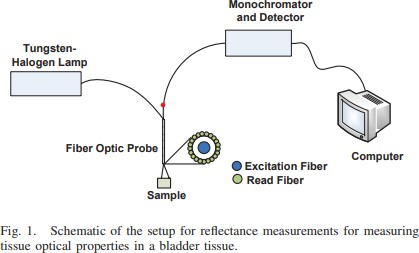 Monochromator
and Detector
Tungsten-
Halogen Lamp
Fiber Optic Probe
Excitation Fiber
Read Fiber
Computer
Sample
Fig. 1. Schematic of the setup for reflectance measurements for measuring
tissue optical properties in a bladder tissue.